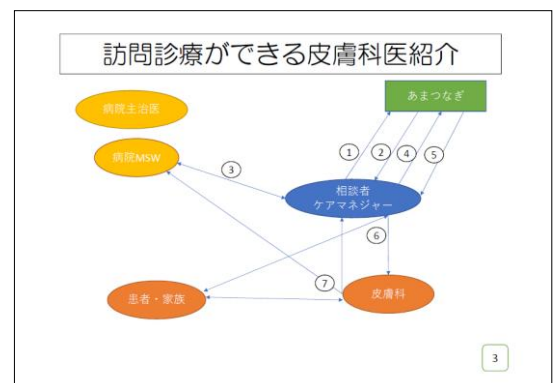 訪問診療ができる皮膚科医紹介
病院主治医
あまつなぎ
病院MSW
①
②
④
⑤
③
相談者
ケアマネジャー
⑥
⑦
患者・家族
皮膚科
3